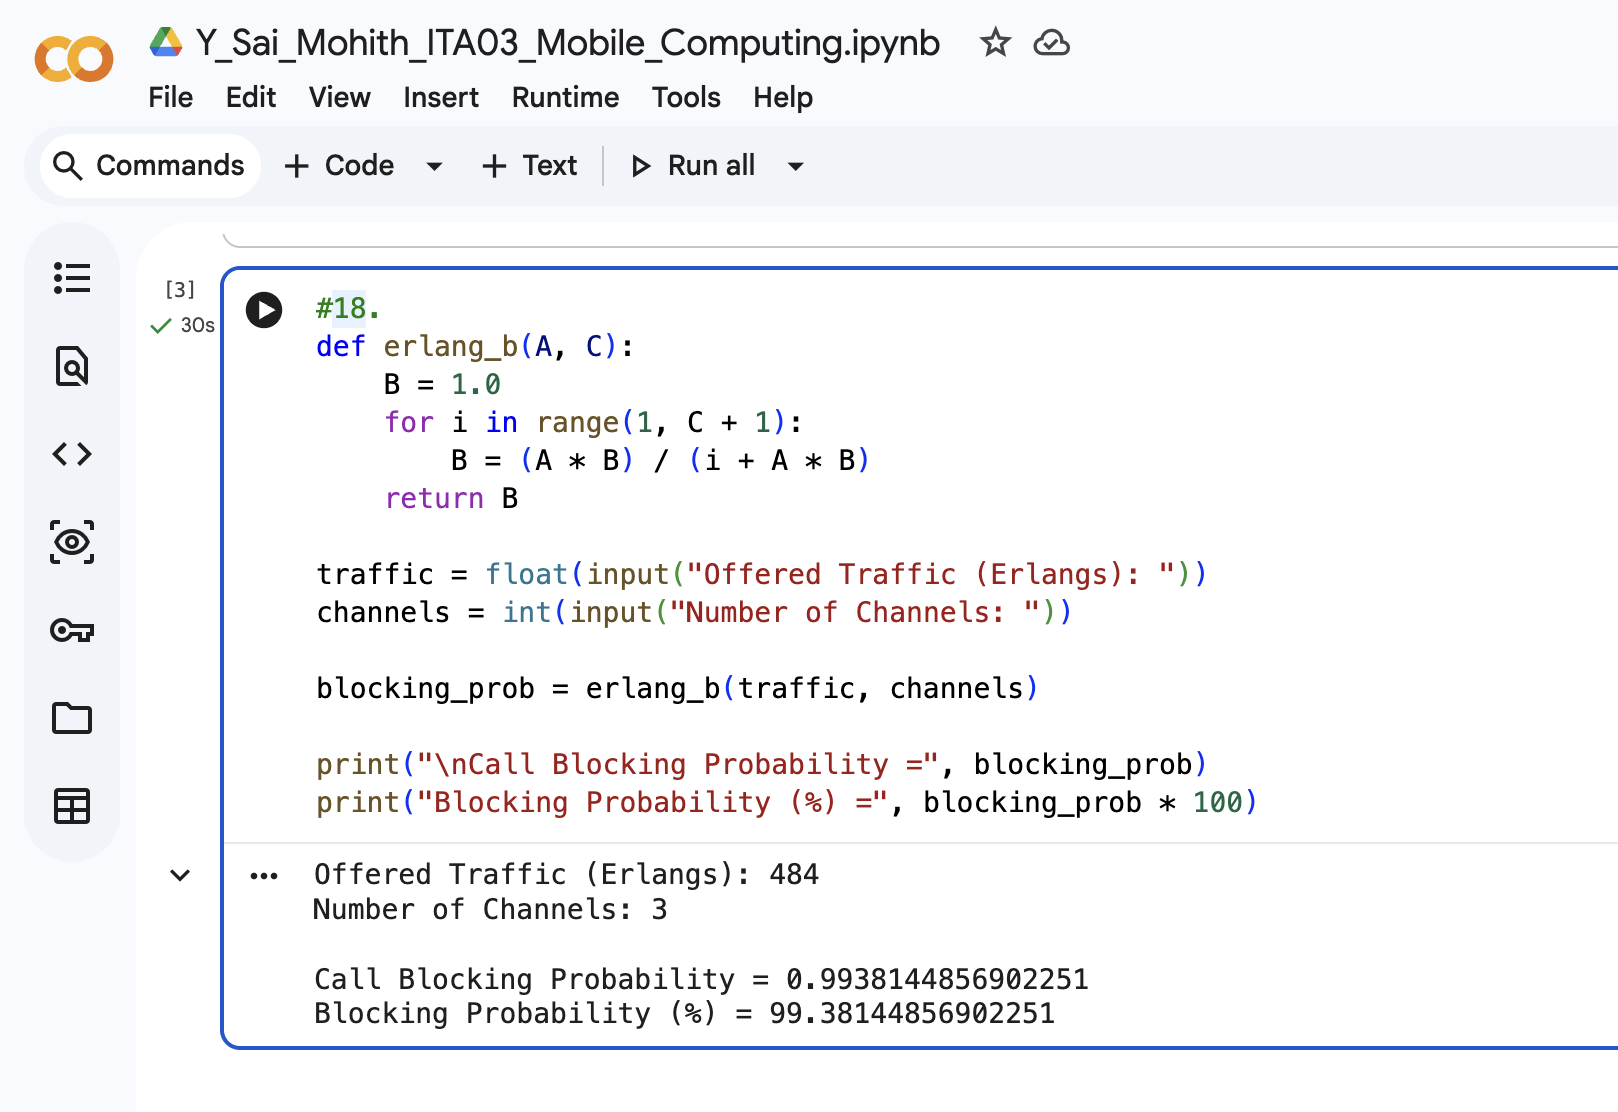 Y_Sai_Mohith_ITA03_Mobile_Computing.ipynb
File Edit View Insert Runtime Tools Help
Commands + Code + Text Run all
[3]
30s
#18.
def erlang_b(A, C):
    B = 1.0
    for i in range(1, C + 1):
        B = (A * B) / (i + A * B)
    return B
traffic = float(input("Offered Traffic (Erlangs): "))
channels = int(input("Number of Channels: "))
blocking_prob = erlang_b(traffic, channels)
print("\nCall Blocking Probability =", blocking_prob)
print("Blocking Probability (%) =", blocking_prob * 100)
Offered Traffic (Erlangs): 484
Number of Channels: 3
Call Blocking Probability = 0.9938144856902251
Blocking Probability (%) = 99.38144856902251